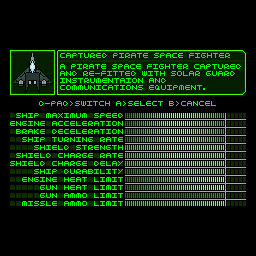 CAPTURED PIRATE SPACE FIGHTER
A PIRATE SPACE FIGHTER CAPTURED
AND RE-FITTED WITH SOLAR GUARD
INSTRUMENTAION AND
COMMUNICATIONS EQUIPMENT.
D-PAD>SWITCH A>SELECT B>CANCEL
SHIP MAXIMUM SPEED
ENGINE ACCELERATION
BRAKE DECELERATION
SHIP TURNING RATE
SHIELD STRENGTH
SHIELD CHARGE RATE
SHIELD CHARGE DELAY
SHIP DURABILITY
ENGINE HEAT LIMIT
GUN HEAT LIMIT
GUN AMMO LIMIT
MISSLE AMMO LIMIT